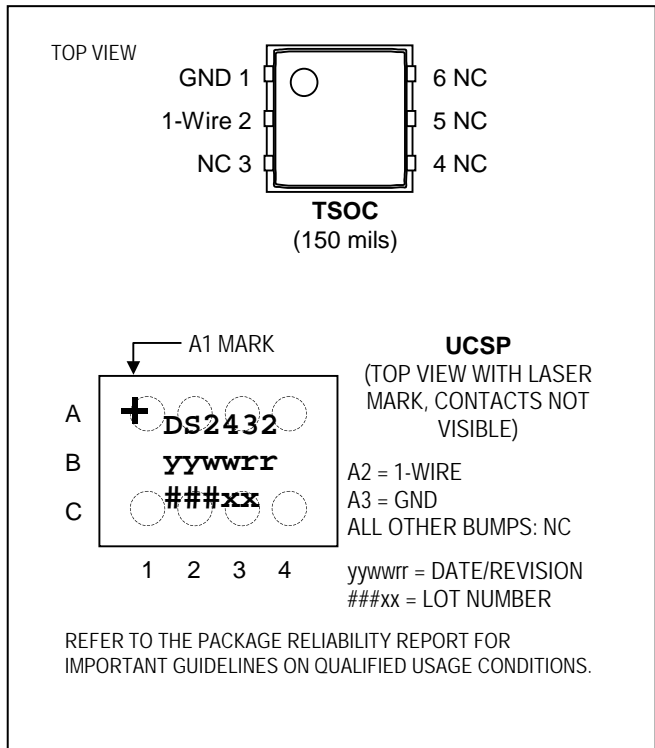 TOP VIEW
GND 1
6 NC
1-Wire 2
5 NC
NC 3
4 NC
TSOC
(150 mils)
A1 MARK
UCSP
(TOP VIEW WITH LASER
MARK, CONTACTS NOT
VISIBLE)
A
DS2432
B
yywwrr
C
###xx
1 2 3 4
A2 = 1-WIRE
A3 = GND
ALL OTHER BUMPS: NC
yywwrr = DATE/REVISION
###xx = LOT NUMBER
REFER TO THE PACKAGE RELIABILITY REPORT FOR
IMPORTANT GUIDELINES ON QUALIFIED USAGE CONDITIONS.